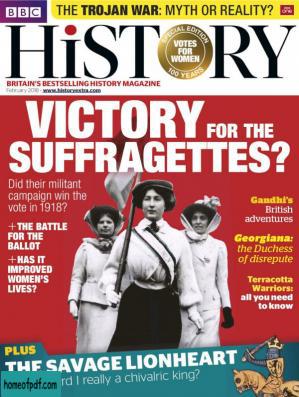 BBC
THE TROJAN WAR: MYTH OR REALITY?
HiSTORY
SPECIAL EDITION
VOTES FOR WOMEN
100 YEARS
BRITAIN'S BESTSELLING HISTORY MAGAZINE
February 2018 • www.historyextra.com
VICTORY FOR THE
SUFFRAGETTES?
Did their militant
campaign win the
vote in 1918?
+THE BATTLE
FOR THE
BALLOT
+HAS IT
IMPROVED
WOMEN'S
LIVES?
Gandhi's
British
adventures
Georgiana:
the Duchess
of disrepute
Terracotta
Warriors:
all you need
to know
PLUS
THE SAVAGE LIONHEART
rd I really a chivalric king?
homeofpdf.com